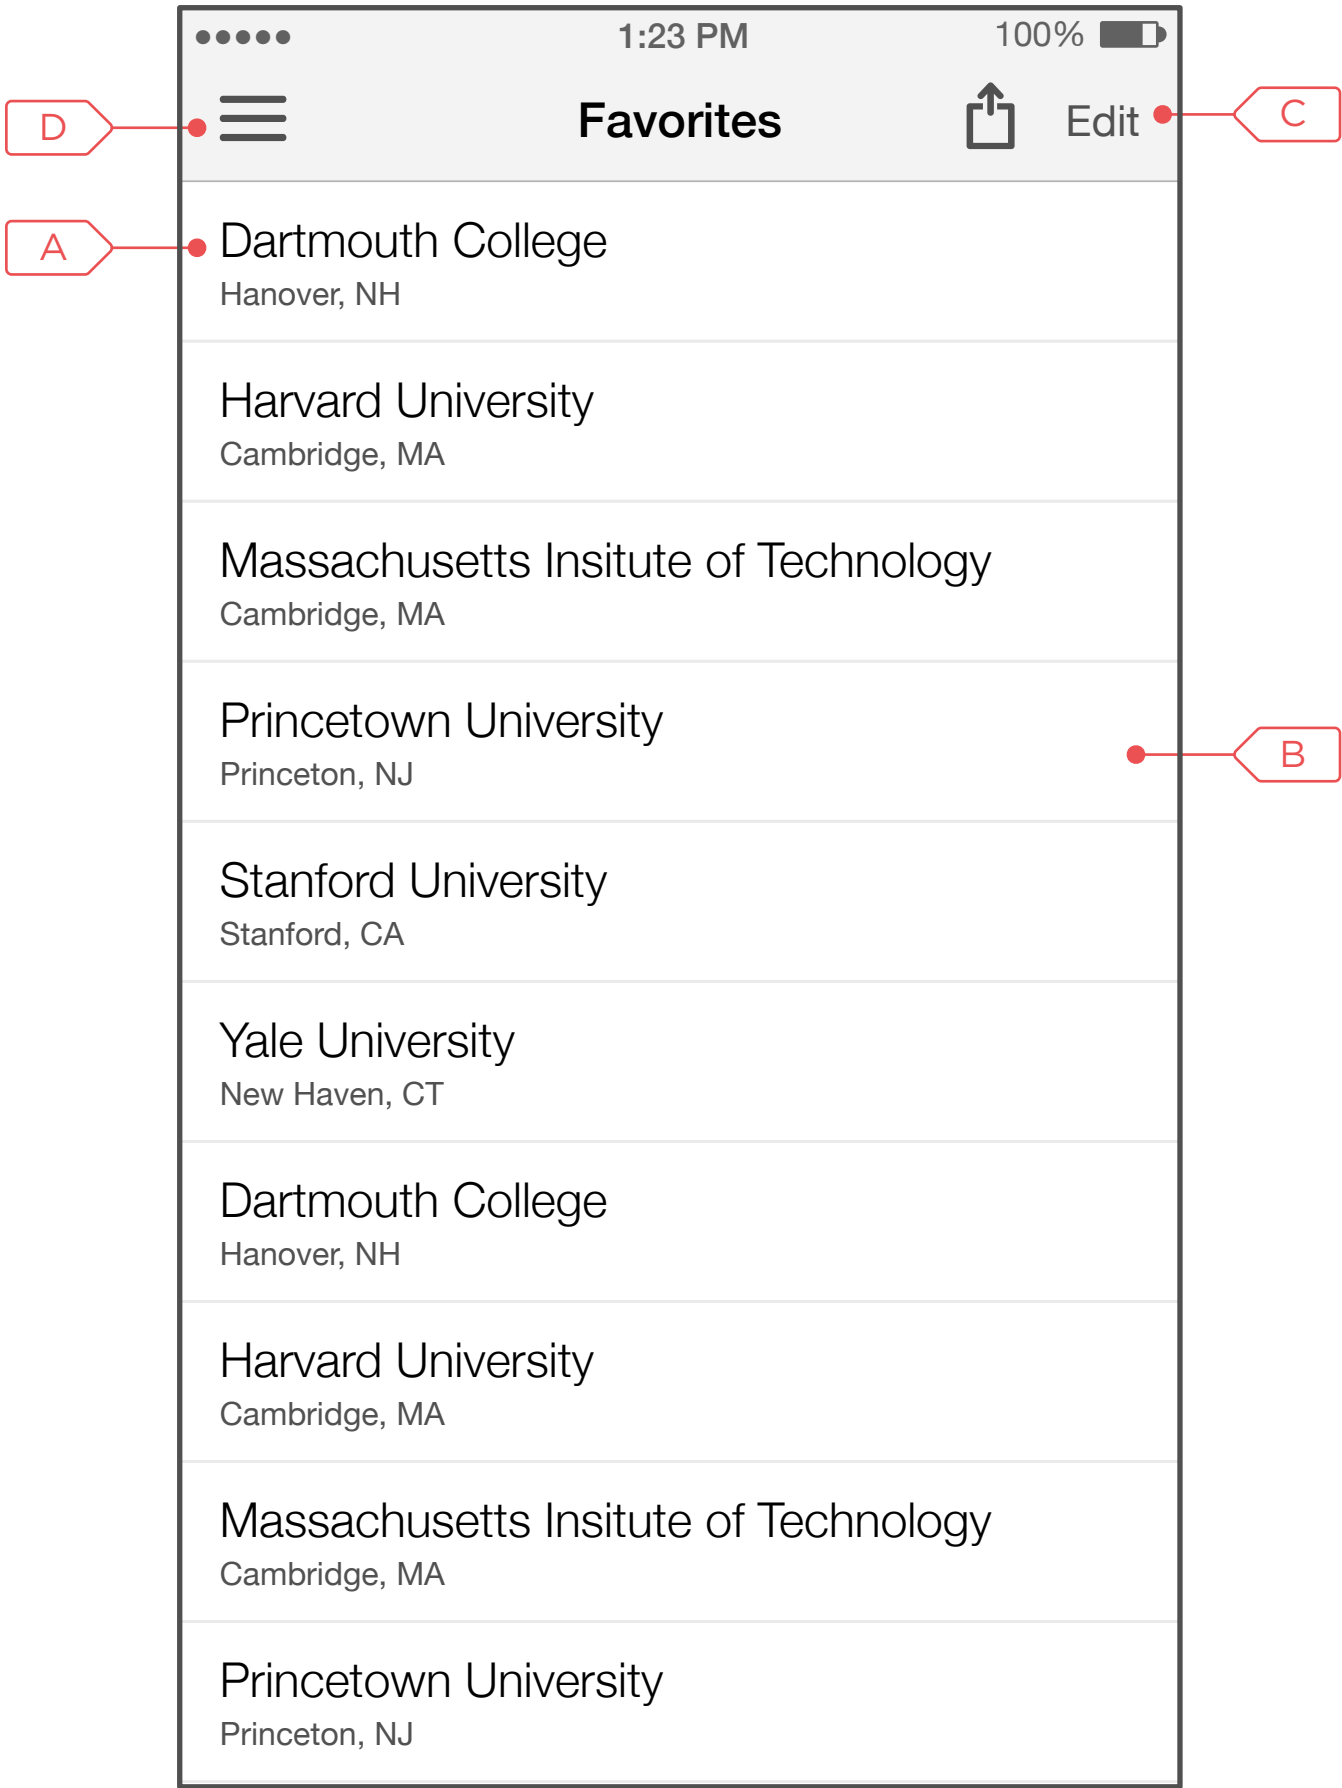 1:23 PM 100%
D Favorites Edit C
A Dartmouth College
Hanover, NH
Harvard University
Cambridge, MA
Massachusetts Insitute of Technology
Cambridge, MA
Princetown University
Princeton, NJ B
Stanford University
Stanford, CA
Yale University
New Haven, CT
Dartmouth College
Hanover, NH
Harvard University
Cambridge, MA
Massachusetts Insitute of Technology
Cambridge, MA
Princetown University
Princeton, NJ